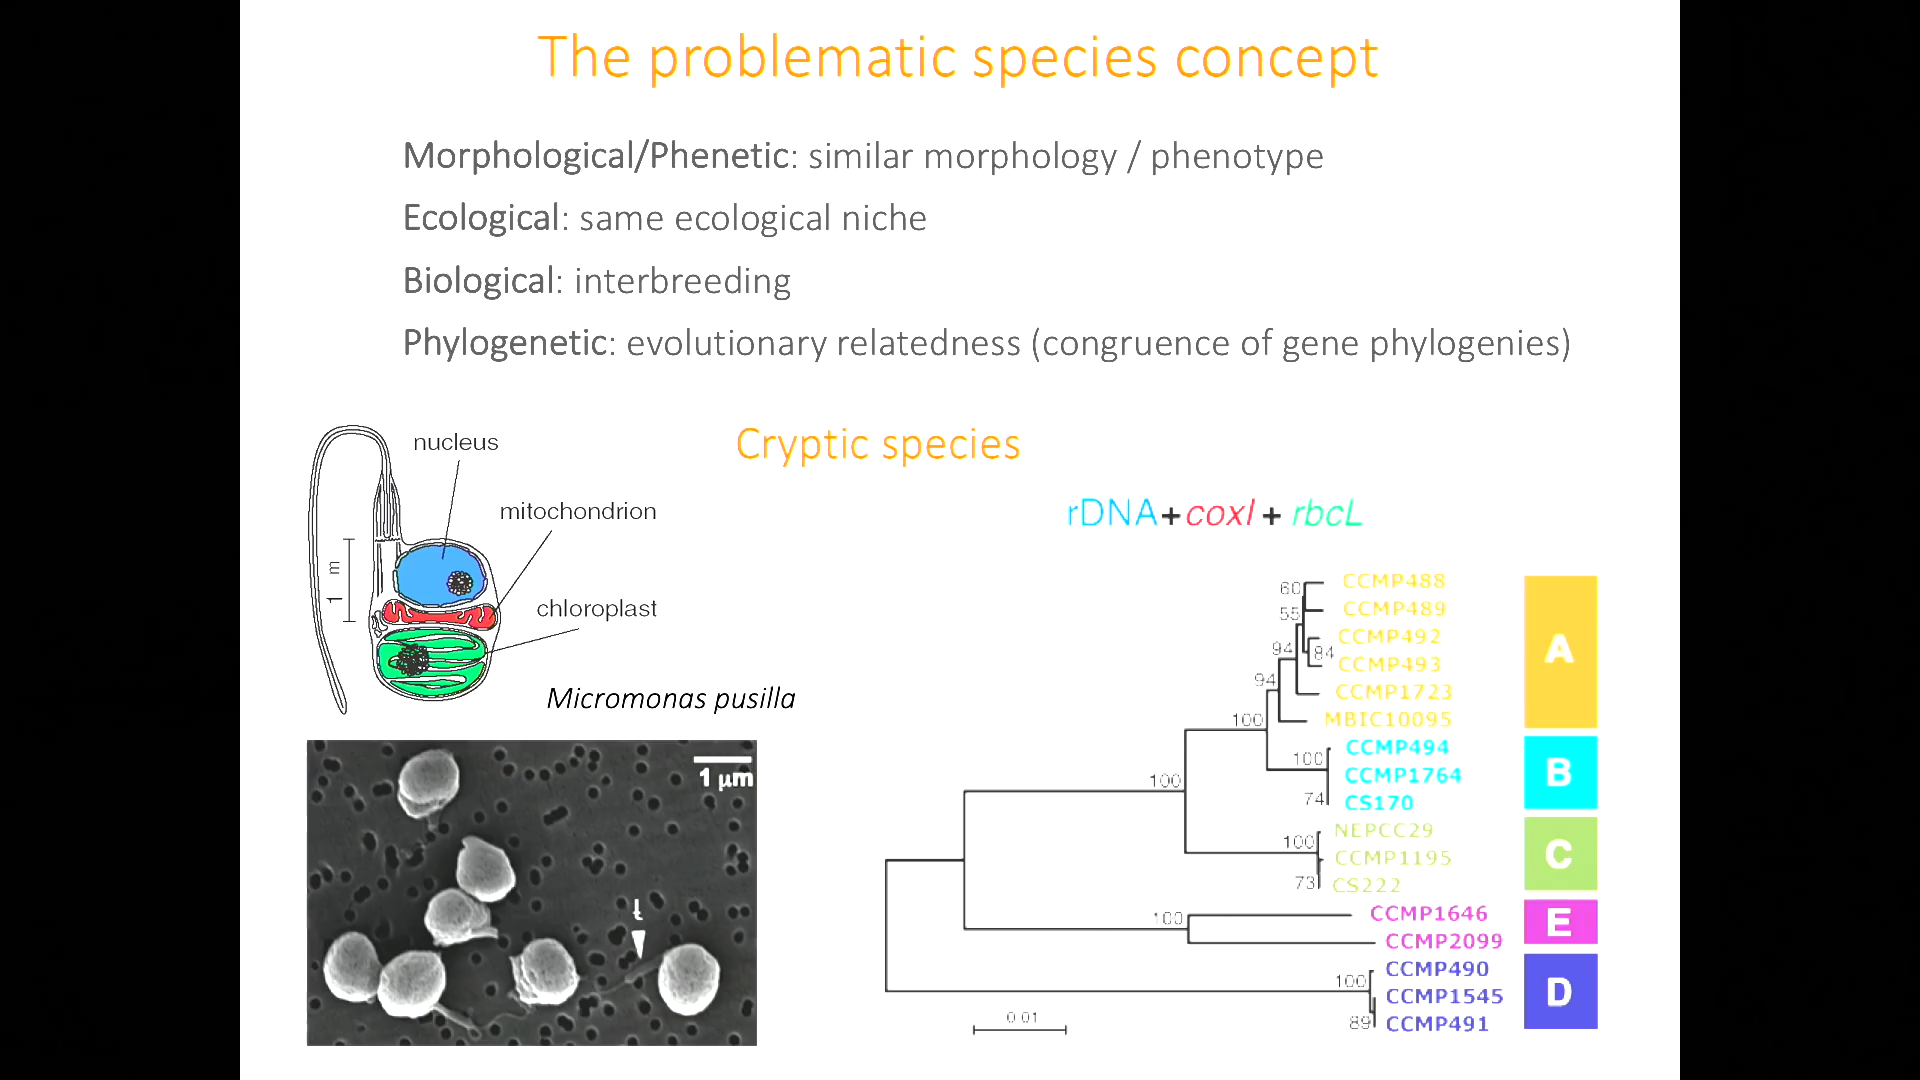 The problematic species concept
Morphological/Phenetic: similar morphology / phenotype
Ecological: same ecological niche
Biological: interbreeding
Phylogenetic: evolutionary relatedness (congruence of gene phylogenies)
nucleus
mitochondrion
chloroplast
1 m
Micromonas pusilla
1 µm
t
Cryptic species
rDNA+coxI + rbcL
60
CCMP488
55
CCMP489
CCMP492
94
84
CCMP493
94
CCMP1723
100
MBIC10095
A
CCMP494
100
CCMP1764
74
CS170
B
100
NEPCC29
100
CCMP1195
73
CS222
C
100
CCMP1646
CCMP2099
E
CCMP490
100
CCMP1545
89
CCMP491
D
0.01